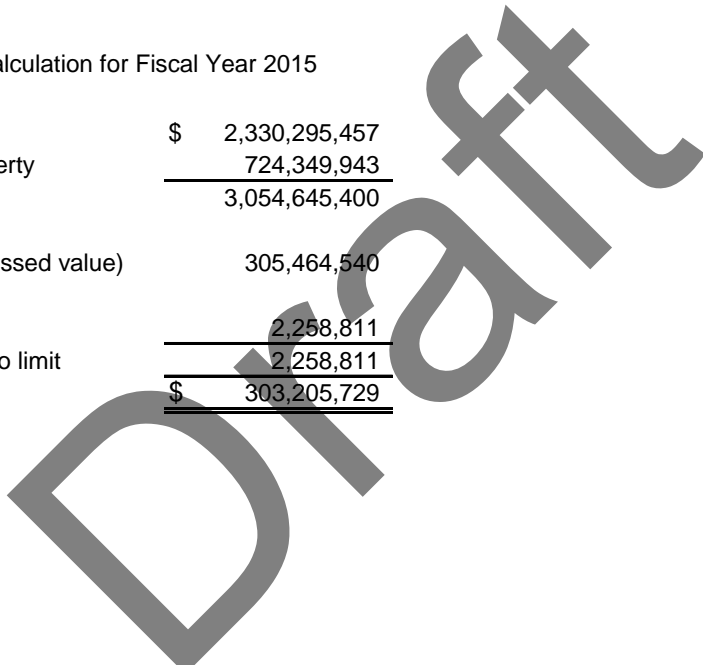 alculation for Fiscal Year 2015
$ 2,330,295,457
erty 724,349,943
3,054,645,400
ssed value) 305,464,540
2,258,811
o limit 2,258,811
$ 303,205,729
Draft